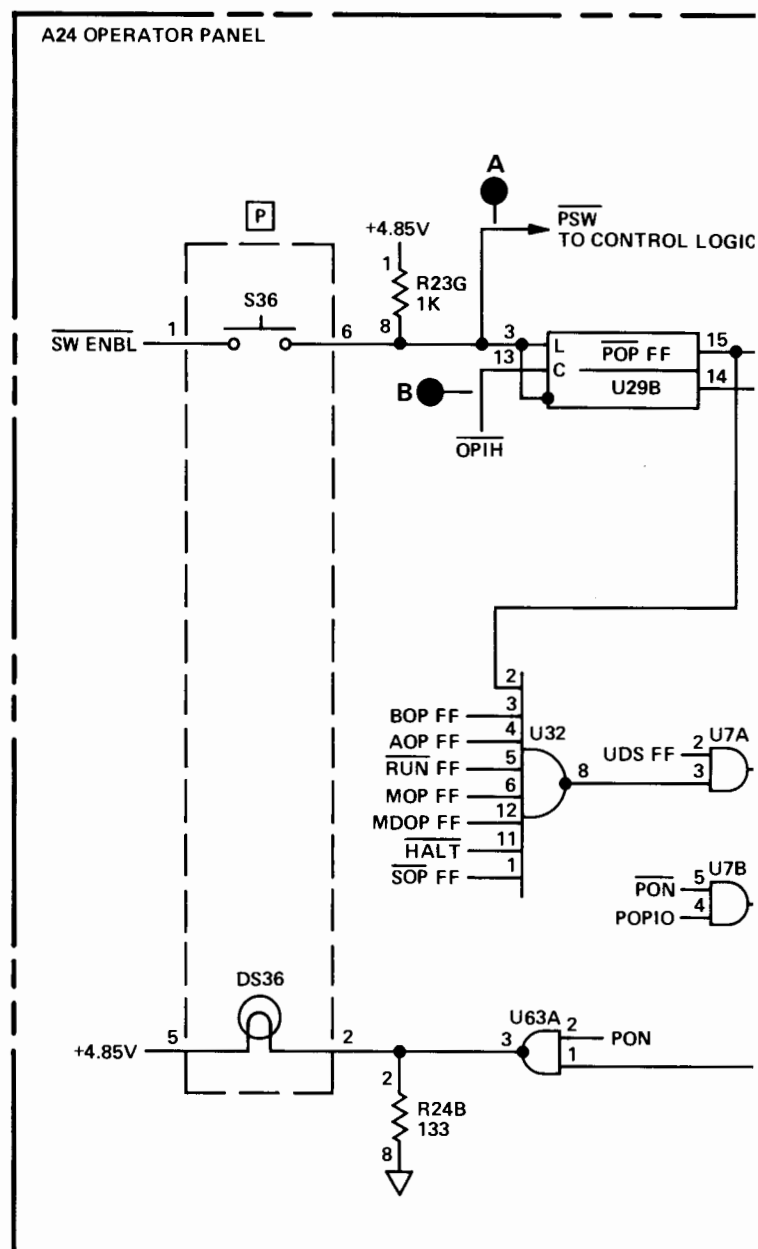 A24 OPERATOR PANEL
A
P
+4.85V
PSW
TO CONTROL LOGIC
1
R23G
1K
S36
SW ENBL
1
6
8
3
L
POP FF
15
13
C
U29B
14
B
OPIH
2
BOP FF
3
U32
AOP FF
4
U7A
RUN FF
5
UDS FF
2
MOP FF
6
8
3
MDOP FF
12
HALT
11
SOP FF
1
U7B
PON
5
POPIO
4
DS36
U63A
+4.85V
5
2
3
2
PON
1
2
R24B
133
8